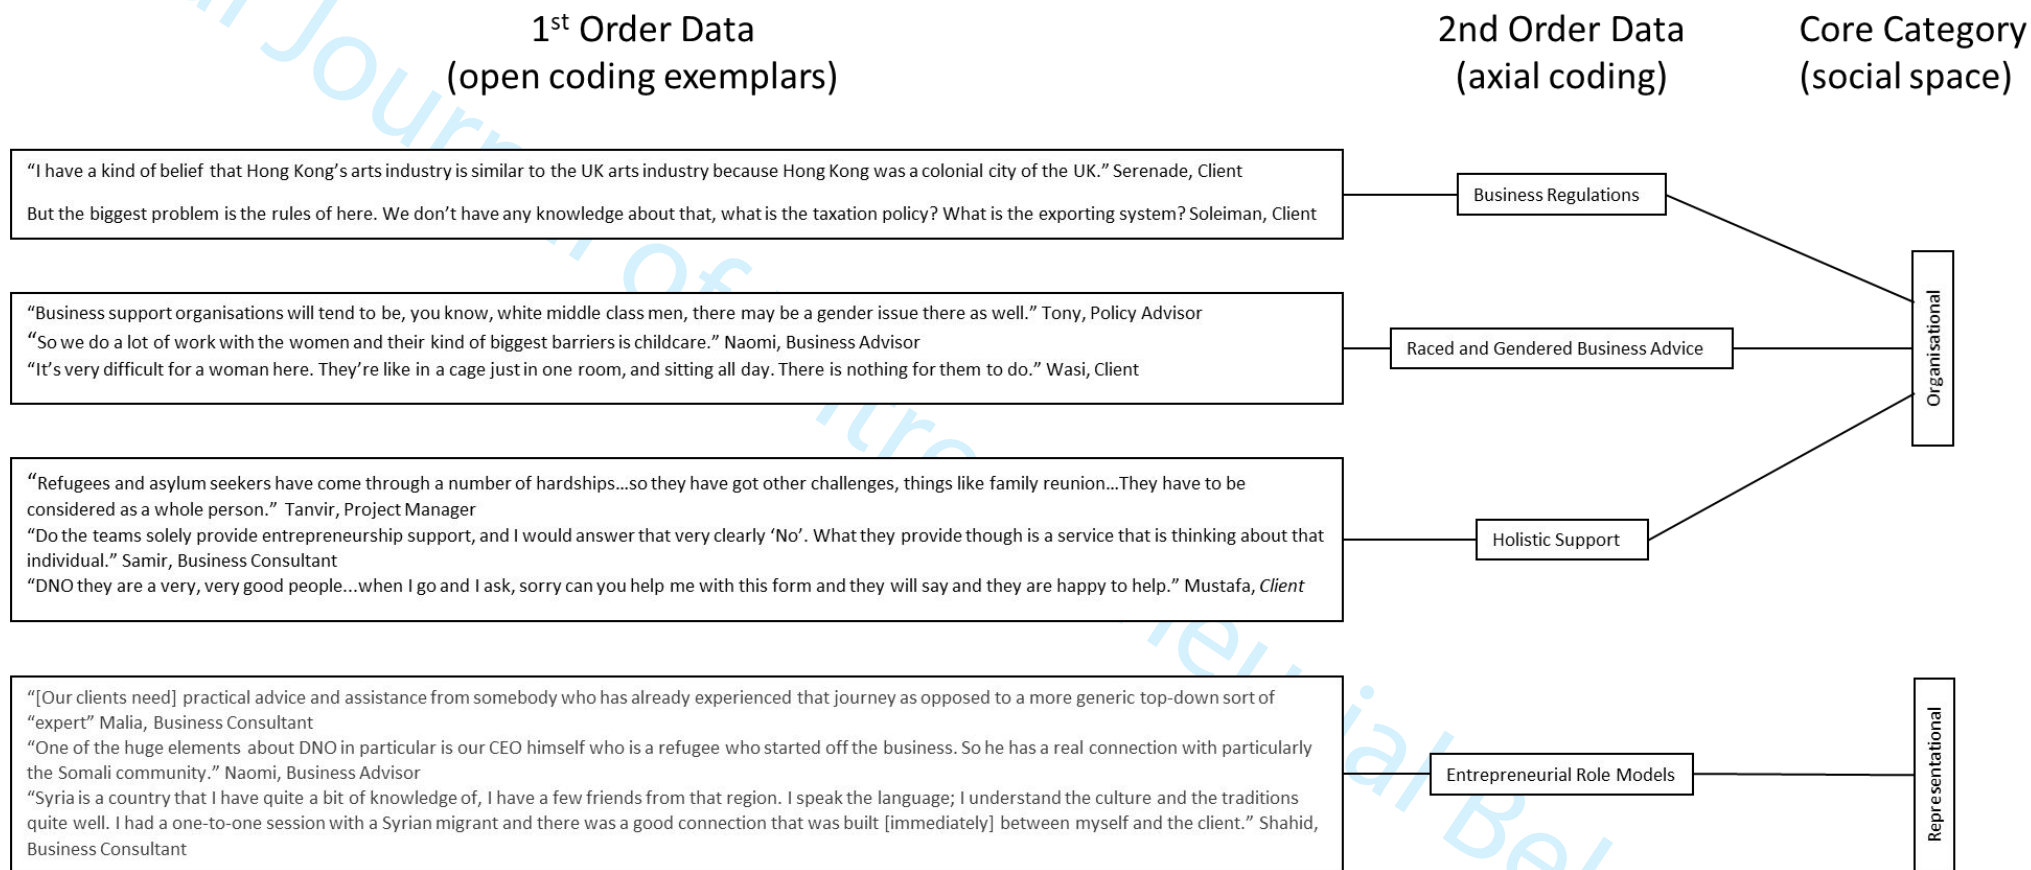 1st Order Data
(open coding exemplars)
2nd Order Data
(axial coding)
Core Category
(social space)
“I have a kind of belief that Hong Kong’s arts industry is similar to the UK arts industry because Hong Kong was a colonial city of the UK.” Serenade, Client
But the biggest problem is the rules of here. We don’t have any knowledge about that, what is the taxation policy? What is the exporting system? Soleiman, Client
Business Regulations
“Business support organisations will tend to be, you know, white middle class men, there may be a gender issue there as well.” Tony, Policy Advisor
“So we do a lot of work with the women and their kind of biggest barriers is childcare.” Naomi, Business Advisor
“It’s very difficult for a woman here. They’re like in a cage just in one room, and sitting all day. There is nothing for them to do.” Wasi, Client
Raced and Gendered Business Advice
Organisational
“Refugees and asylum seekers have come through a number of hardships…so they have got other challenges, things like family reunion…They have to be
considered as a whole person.” Tanvir, Project Manager
“Do the teams solely provide entrepreneurship support, and I would answer that very clearly ‘No’. What they provide though is a service that is thinking about that
individual.” Samir, Business Consultant
“DNO they are a very, very good people...when I go and I ask, sorry can you help me with this form and they will say and they are happy to help.” Mustafa, Client
Holistic Support
“[Our clients need] practical advice and assistance from somebody who has already experienced that journey as opposed to a more generic top-down sort of
“expert” Malia, Business Consultant
“One of the huge elements about DNO in particular is our CEO himself who is a refugee who started off the business. So he has a real connection with particularly
the Somali community.” Naomi, Business Advisor
“Syria is a country that I have quite a bit of knowledge of, I have a few friends from that region. I speak the language; I understand the culture and the traditions
quite well. I had a one-to-one session with a Syrian migrant and there was a good connection that was built [immediately] between myself and the client.” Shahid,
Business Consultant
Entrepreneurial Role Models
Representational